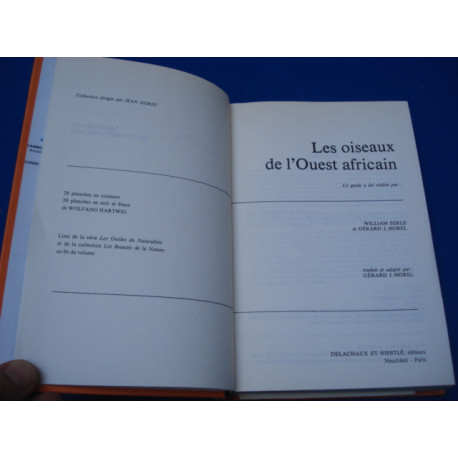 Collection dirigée par JEAN DORST
28 planches en couleurs
20 planches en noir et blanc
de WOLFANG HARTWIG
Liste de la série Les Guides du Naturaliste
et de la collection Les Beautés de la Nature
en fin de volume
Les oiseaux
de l'Ouest africain
Ce guide a été réalisé par :
WILLIAM SERLE
et GÉRARD J. MOREL
traduit et adapté par :
GÉRARD J. MOREL
DELACHAUX ET NIESTLÉ, éditeurs
Neuchâtel - Paris